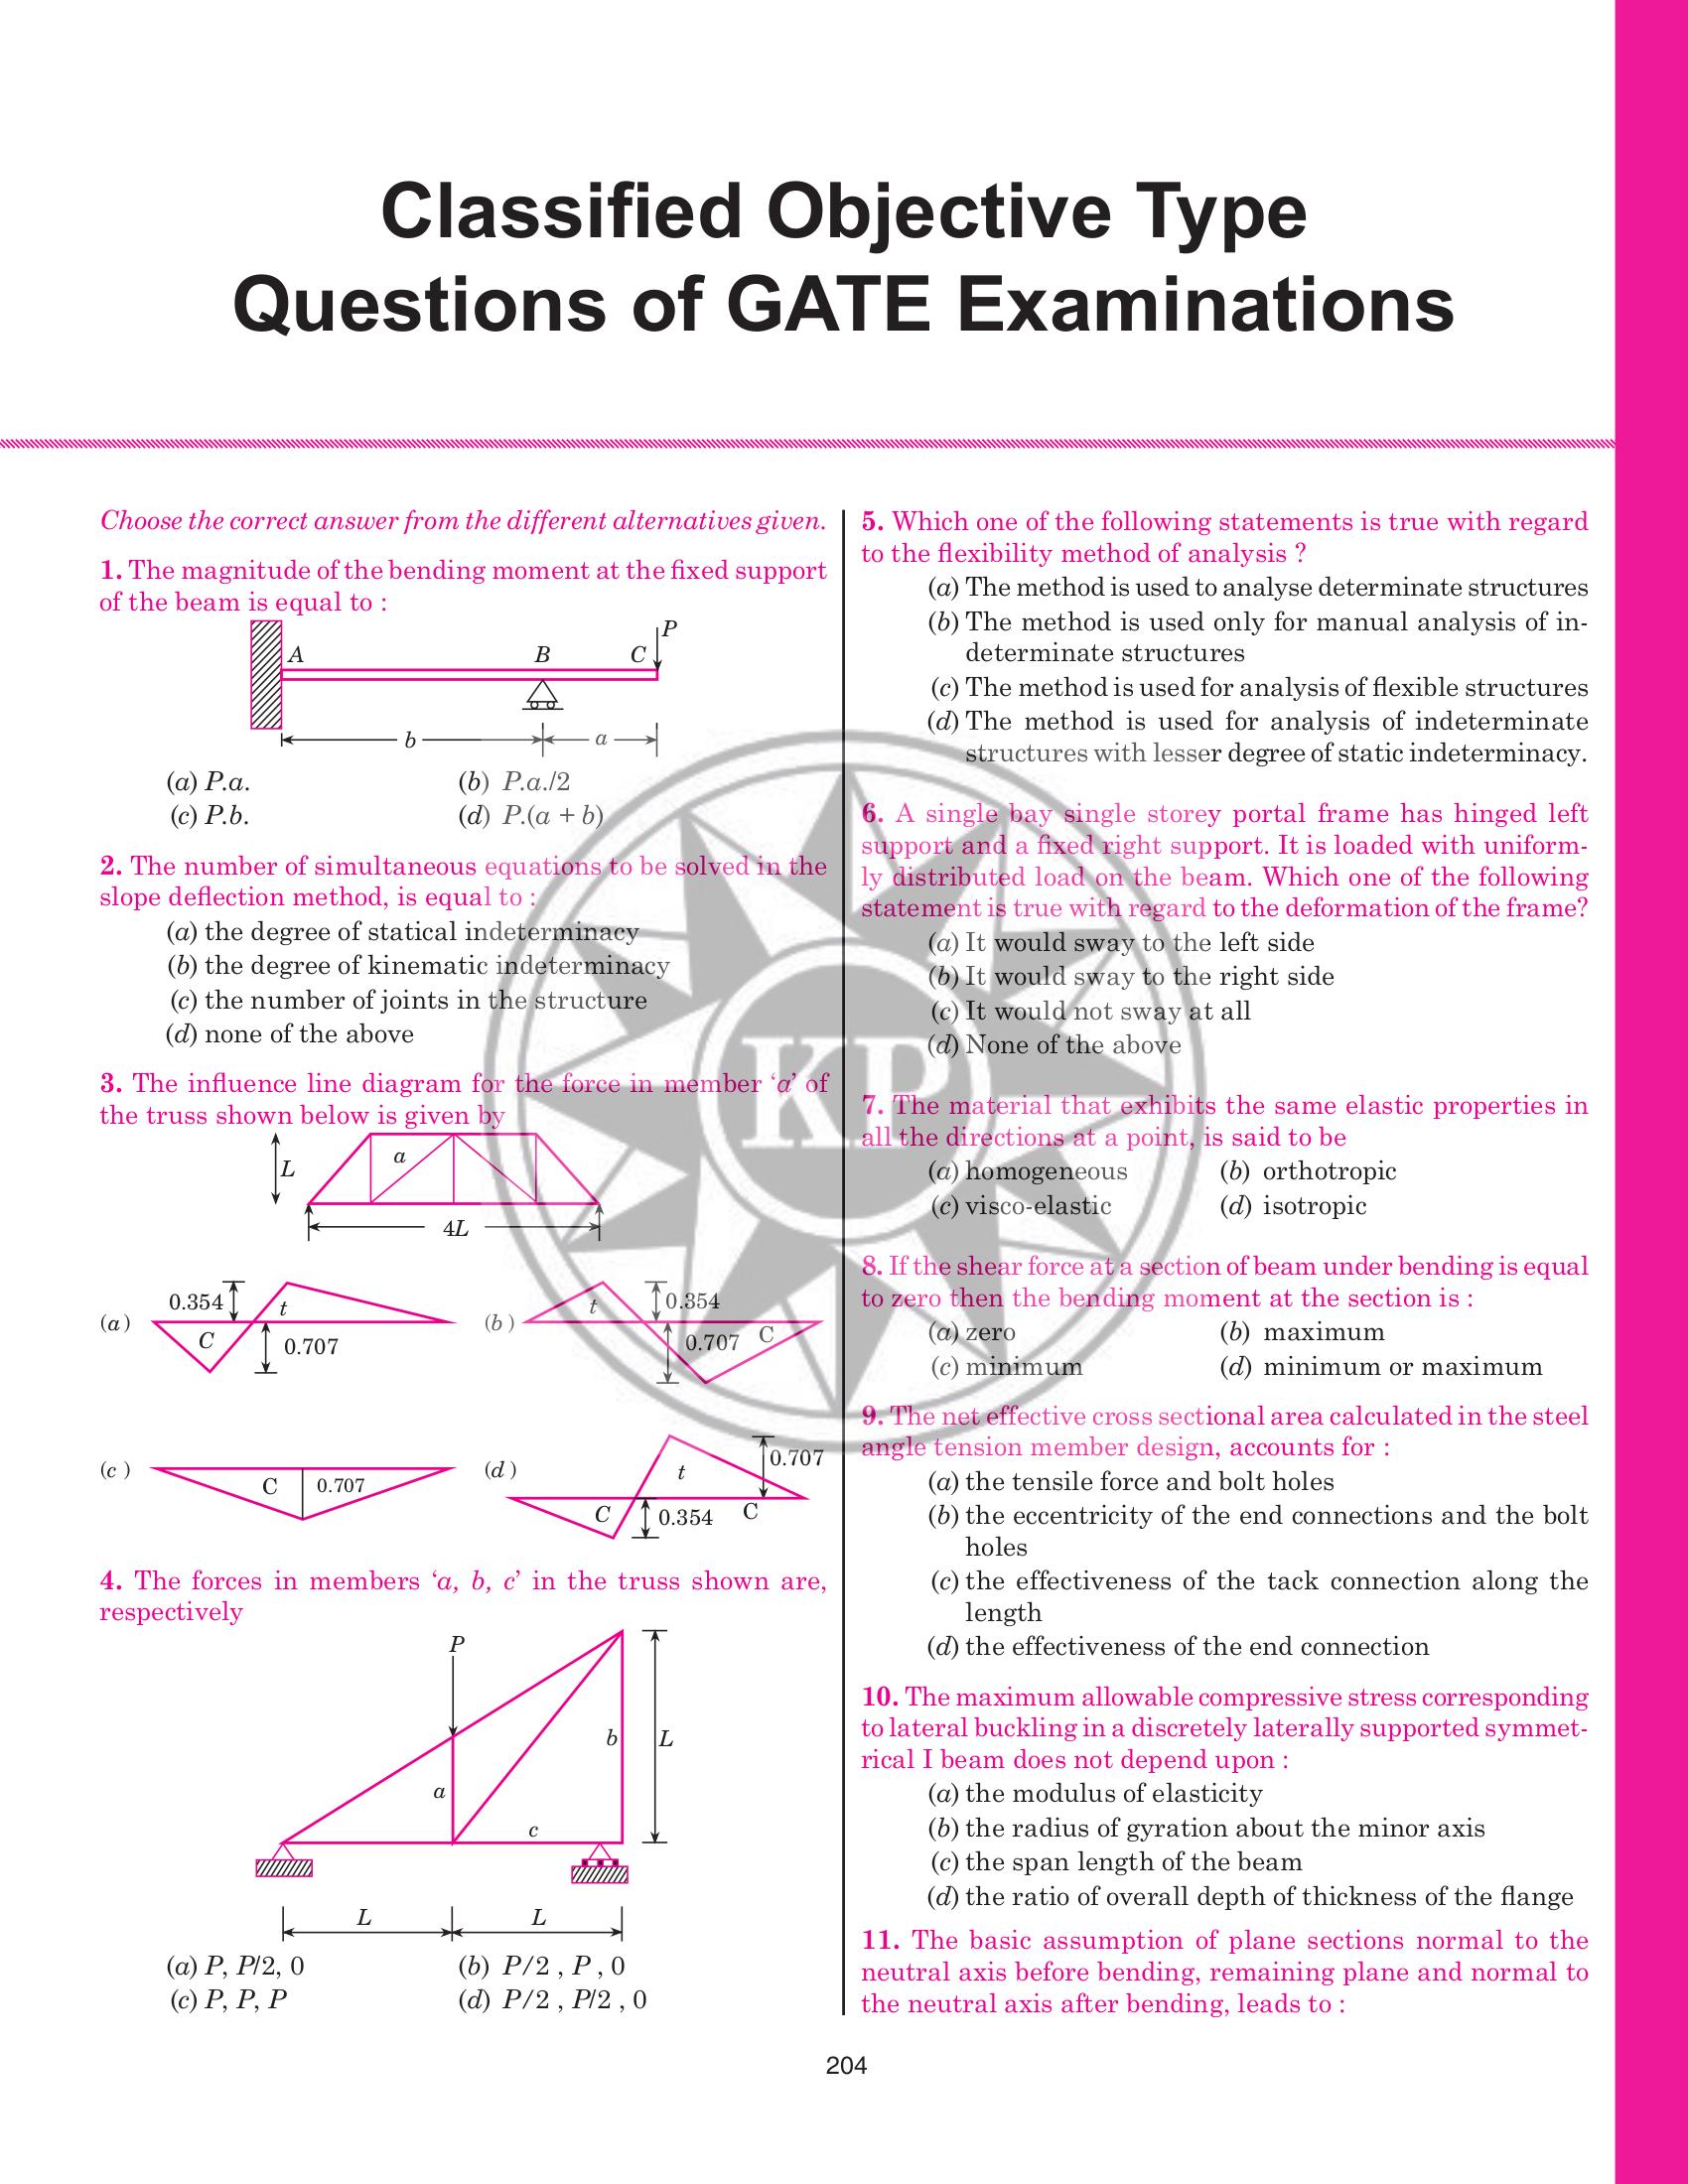 Classified Objective Type
Questions of GATE Examinations
Choose the correct answer from the different alternatives given.
1. The magnitude of the bending moment at the fixed support
of the beam is equal to :
P
A
B
C
b
a
(a) P.a.
(b) P.a./2
(c) P.b.
(d) P.(a + b)
2. The number of simultaneous equations to be solved in the
slope deflection method, is equal to :
(a) the degree of statical indeterminacy
(b) the degree of kinematic indeterminacy
(c) the number of joints in the structure
(d) none of the above
3. The influence line diagram for the force in member ‘a’ of
the truss shown below is given by
L
a
4L
(a)
0.354
t
C
0.707
(b )
t
0.354
0.707
C
(c )
C
0.707
(d )
0.707
t
C
0.354
C
4. The forces in members ‘a, b, c’ in the truss shown are,
respectively
P
b
L
a
c
L
L
(a) P, P/2, 0
(b) P/2 , P , 0
(c) P, P, P
(d) P/2 , P/2 , 0
5. Which one of the following statements is true with regard
to the flexibility method of analysis ?
(a) The method is used to analyse determinate structures
(b) The method is used only for manual analysis of in-
determinate structures
(c) The method is used for analysis of flexible structures
(d) The method is used for analysis of indeterminate
structures with lesser degree of static indeterminacy.
6. A single bay single storey portal frame has hinged left
support and a fixed right support. It is loaded with uniform-
ly distributed load on the beam. Which one of the following
statement is true with regard to the deformation of the frame?
(a) It would sway to the left side
(b) It would sway to the right side
(c) It would not sway at all
(d) None of the above
7. The material that exhibits the same elastic properties in
all the directions at a point, is said to be
(a) homogeneous
(b) orthotropic
(c) visco-elastic
(d) isotropic
8. If the shear force at a section of beam under bending is equal
to zero then the bending moment at the section is :
(a) zero
(b) maximum
(c) minimum
(d) minimum or maximum
9. The net effective cross sectional area calculated in the steel
angle tension member design, accounts for :
(a) the tensile force and bolt holes
(b) the eccentricity of the end connections and the bolt
holes
(c) the effectiveness of the tack connection along the
length
(d) the effectiveness of the end connection
10. The maximum allowable compressive stress corresponding
to lateral buckling in a discretely laterally supported symmet-
rical I beam does not depend upon :
(a) the modulus of elasticity
(b) the radius of gyration about the minor axis
(c) the span length of the beam
(d) the ratio of overall depth of thickness of the flange
11. The basic assumption of plane sections normal to the
neutral axis before bending, remaining plane and normal to
the neutral axis after bending, leads to :
KP
204